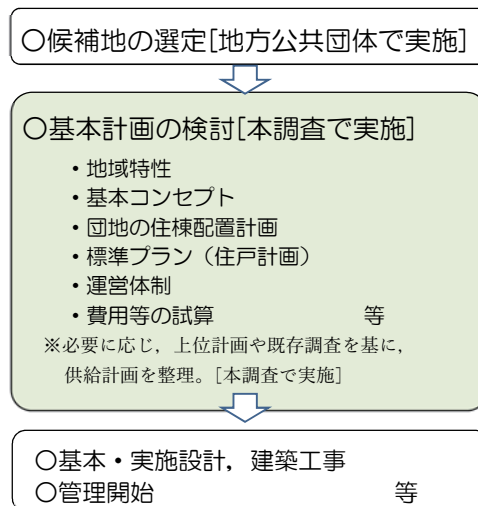 〇候補地の選定[地方公共団体で実施]
〇基本計画の検討[本調査で実施]
・地域特性
・基本コンセプト
・団地の住棟配置計画
・標準プラン（住戸計画）
・運営体制
・費用等の試算　　　　　　等
※必要に応じ，上位計画や既存調査を基に，
供給計画を整理。[本調査で実施]
〇基本・実施設計，建築工事
〇管理開始　　　　　　　　　等